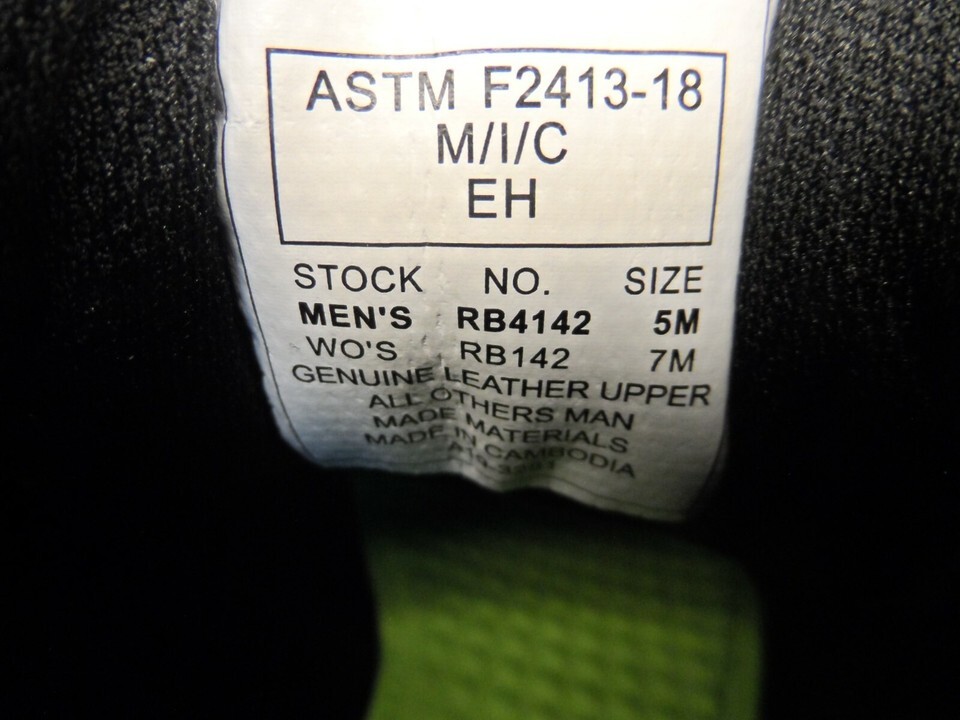 ASTM F2413-18
M/I/C
EH
STOCK NO. SIZE
MEN'S RB4142 5M
WO'S RB142 7M
GENUINE LEATHER UPPER
ALL OTHERS MAN
MADE MATERIALS
MADE IN CAMBODIA